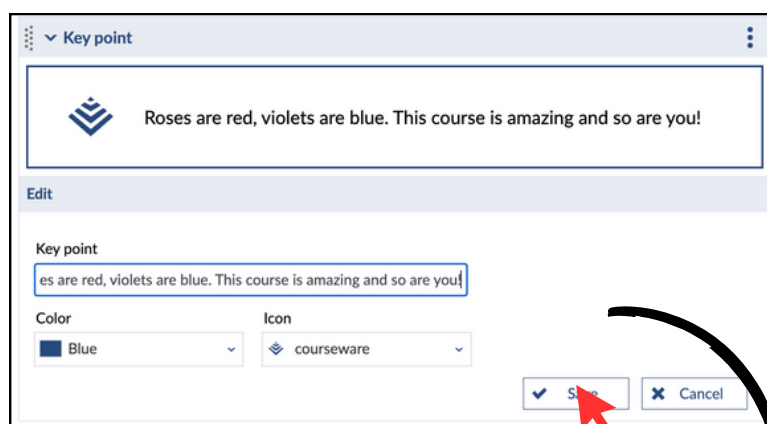 Key point
Roses are red, violets are blue. This course is amazing and so are you!
Edit
Key point
es are red, violets are blue. This course is amazing and so are you!
Color
Icon
Blue
courseware
Save
Cancel